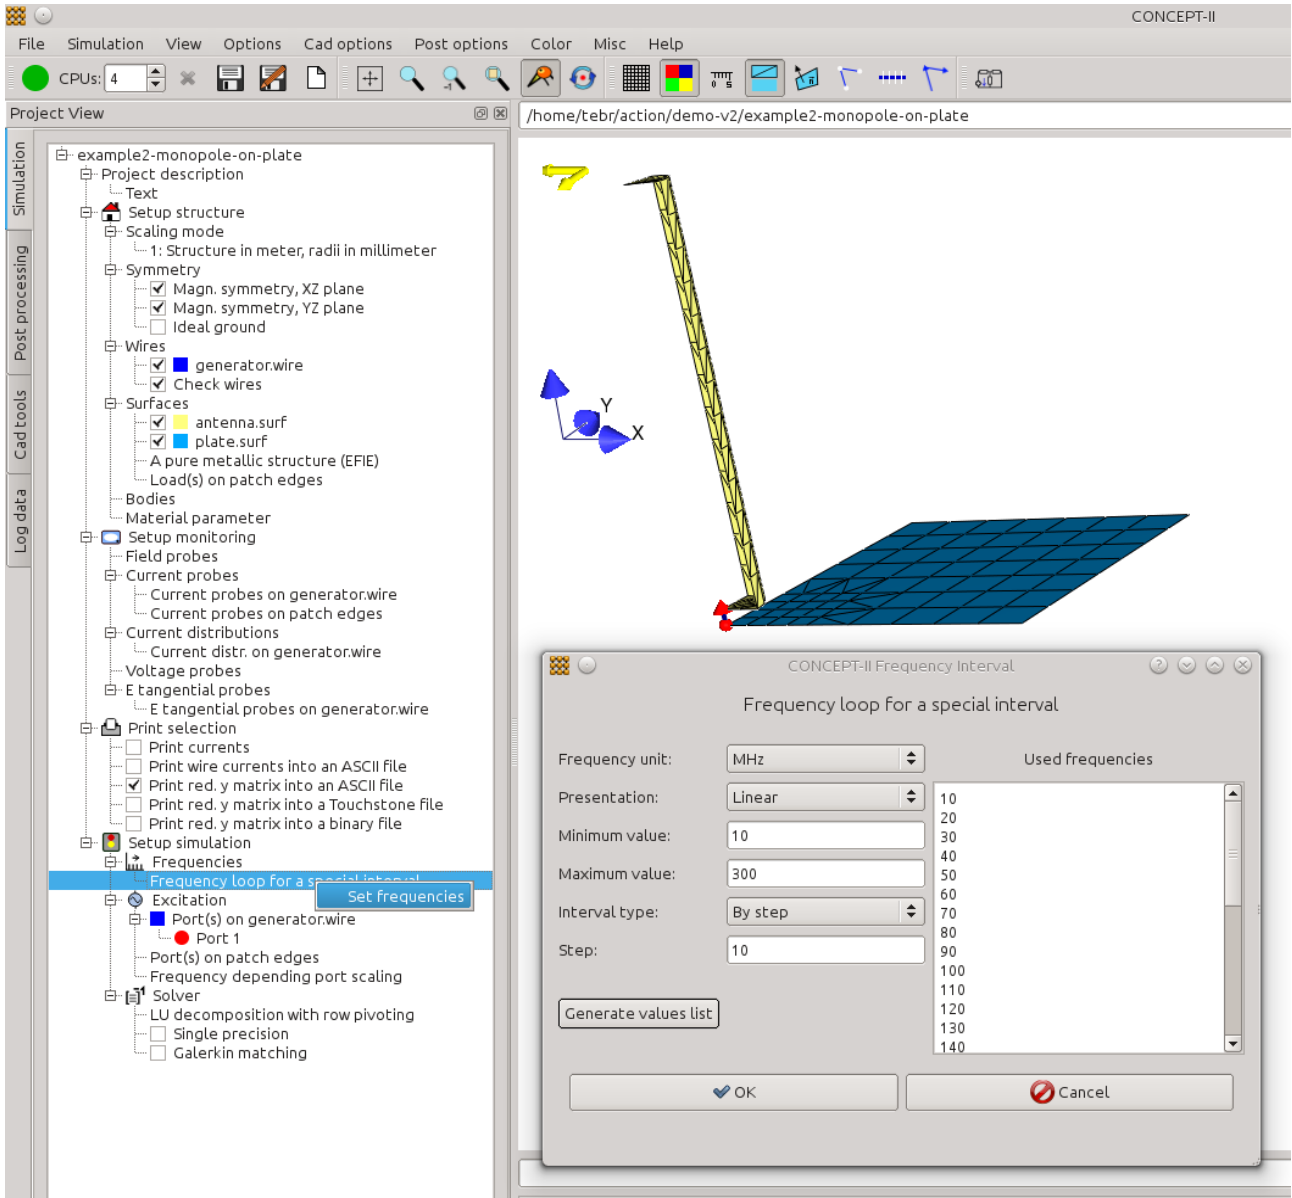 CONCEPT-II
File Simulation View Options Cad options Post options Color Misc Help
CPUs: 4
Project View
/home/tebr/action/demo-v2/example2-monopole-on-plate
Simulation
Post processing
Cad tools
Log data
example2-monopole-on-plate
Project description
Text
Setup structure
Scaling mode
1: Structure in meter, radii in millimeter
Symmetry
Magn. symmetry, XZ plane
Magn. symmetry, YZ plane
Ideal ground
Wires
generator.wire
Check wires
Surfaces
antenna.surf
plate.surf
A pure metallic structure (EFIE)
Load(s) on patch edges
Bodies
Material parameter
Setup monitoring
Field probes
Current probes
Current probes on generator.wire
Current probes on patch edges
Current distributions
Current distr. on generator.wire
Voltage probes
E tangential probes
E tangential probes on generator.wire
Print selection
Print currents
Print wire currents into an ASCII file
Print red. y matrix into an ASCII file
Print red. y matrix into a Touchstone file
Print red. y matrix into a binary file
Setup simulation
Frequencies
Frequency loop for a special interval
Set frequencies
Excitation
Port(s) on generator.wire
Port 1
Port(s) on patch edges
Frequency depending port scaling
Solver
LU decomposition with row pivoting
Single precision
Galerkin matching
Y
X
CONCEPT-II Frequency Interval
Frequency loop for a special interval
Frequency unit: MHz
Presentation: Linear
Minimum value: 10
Maximum value: 300
Interval type: By step
Step: 10
Generate values list
Used frequencies
10
20
30
40
50
60
70
80
90
100
110
120
130
140
OK
Cancel